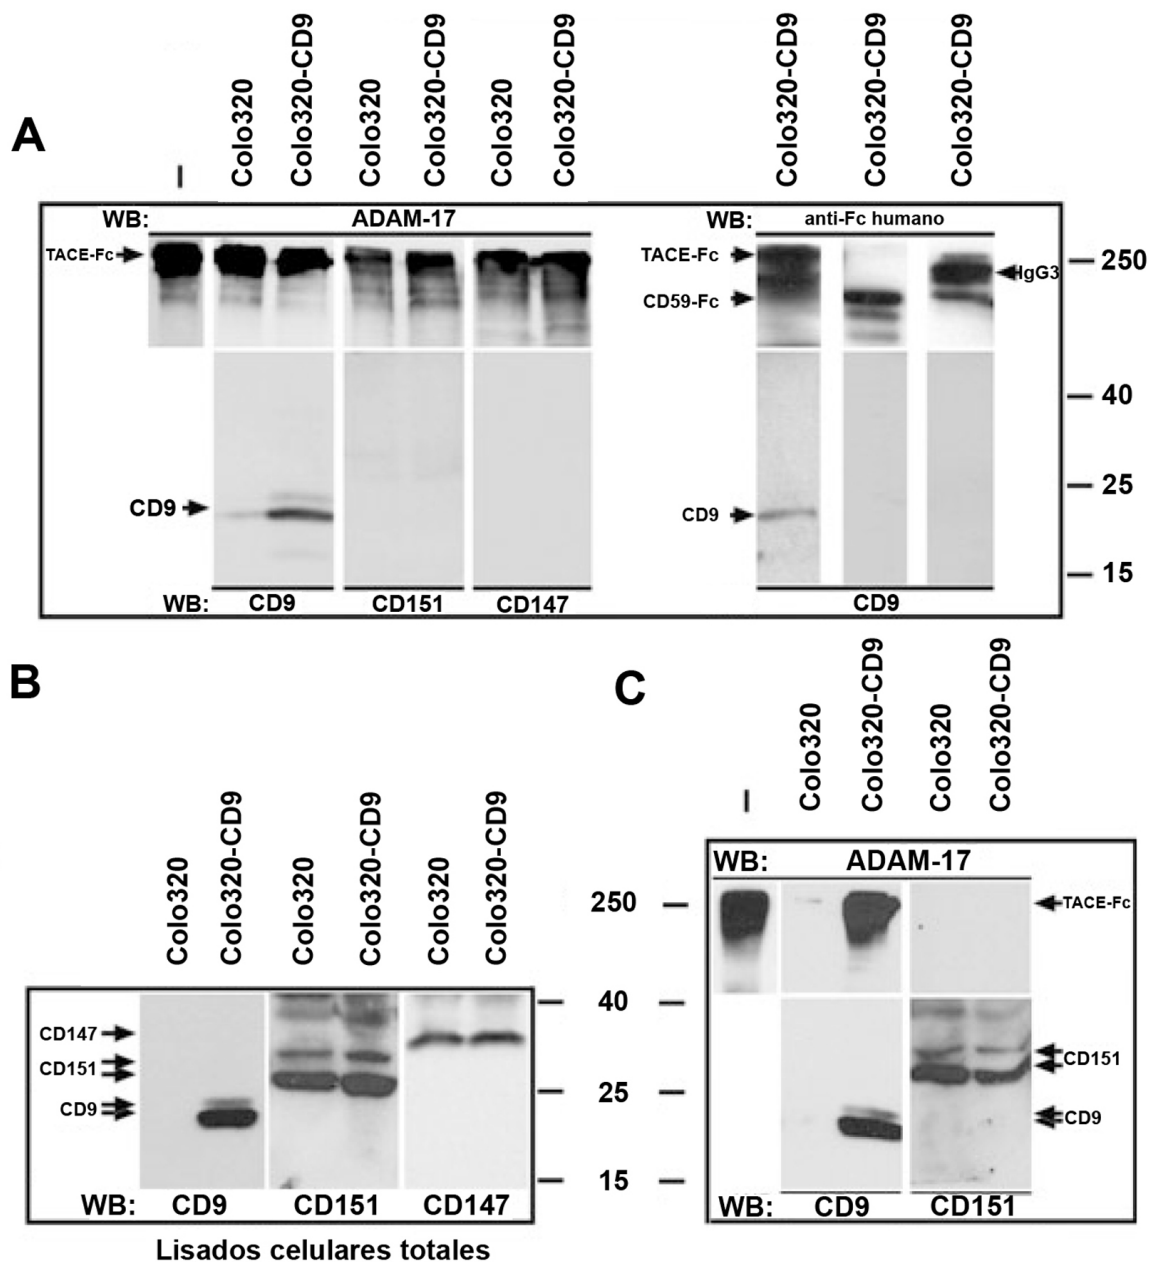 A
–
Colo320
Colo320-CD9
Colo320
Colo320-CD9
Colo320
Colo320-CD9
Colo320-CD9
Colo320-CD9
Colo320-CD9
WB: ADAM-17
WB: anti-Fc humano
TACE-Fc
TACE-Fc
CD59-Fc
HgG3
250
40
25
15
CD9
CD9
WB: CD9 CD151 CD147
CD9
B
Colo320
Colo320-CD9
Colo320
Colo320-CD9
Colo320
Colo320-CD9
CD147
CD151
CD9
WB: CD9 CD151 CD147
Lisados celulares totales
250
40
25
15
C
–
Colo320
Colo320-CD9
Colo320
Colo320-CD9
WB: ADAM-17
TACE-Fc
CD151
CD9
WB: CD9 CD151